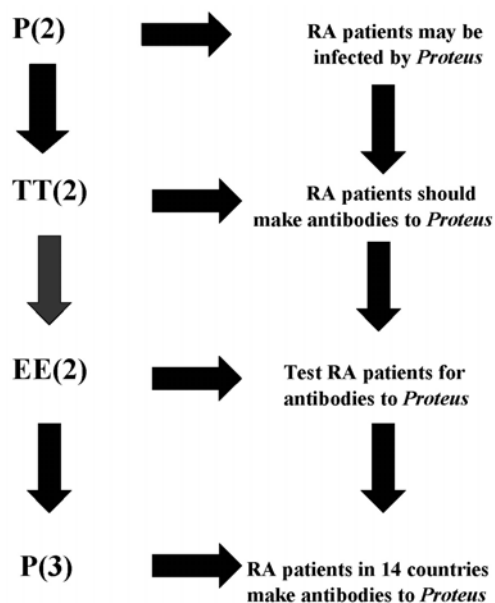 P(2)
RA patients may be
infected by Proteus
TT(2)
RA patients should
make antibodies to Proteus
EE(2)
Test RA patients for
antibodies to Proteus
P(3)
RA patients in 14 countries
make antibodies to Proteus